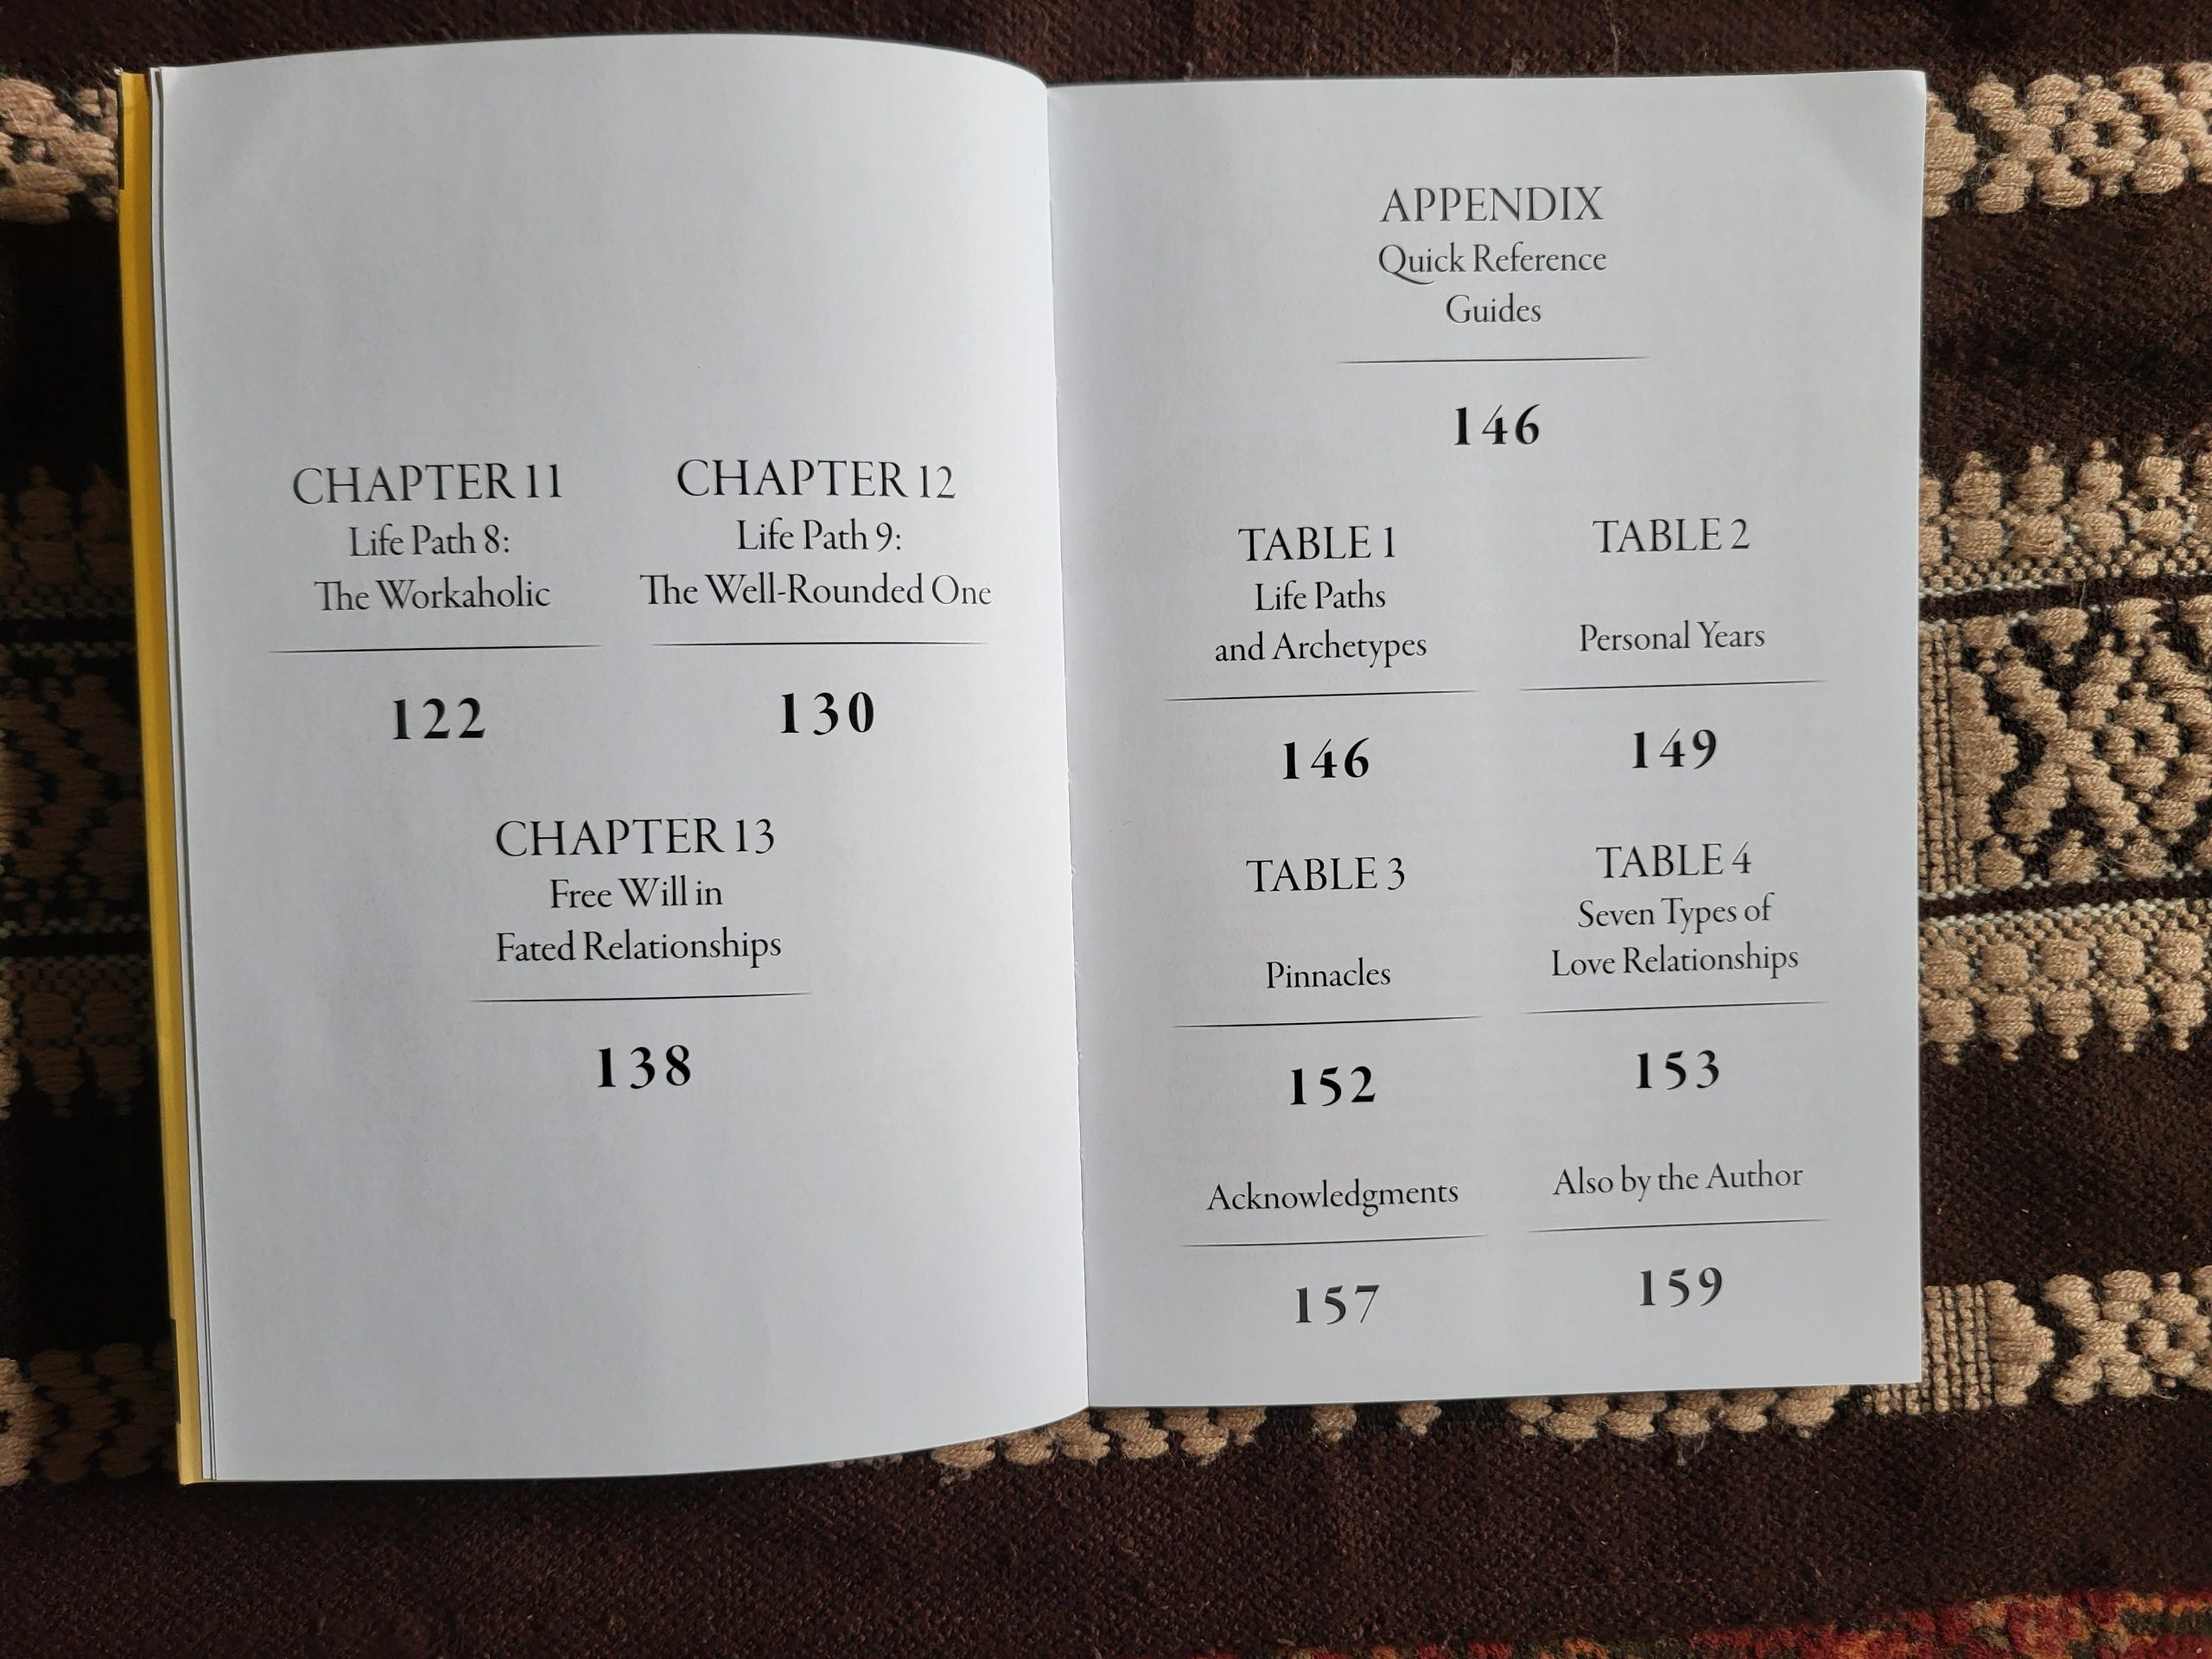 CHAPTER 11
Life Path 8:
The Workaholic
122
CHAPTER 12
Life Path 9:
The Well-Rounded One
130
CHAPTER 13
Free Will in
Fated Relationships
138
APPENDIX
Quick Reference
Guides
146
TABLE 1
Life Paths
and Archetypes
146
TABLE 2
Personal Years
149
TABLE 3
Pinnacles
152
TABLE 4
Seven Types of
Love Relationships
153
Acknowledgments
157
Also by the Author
159